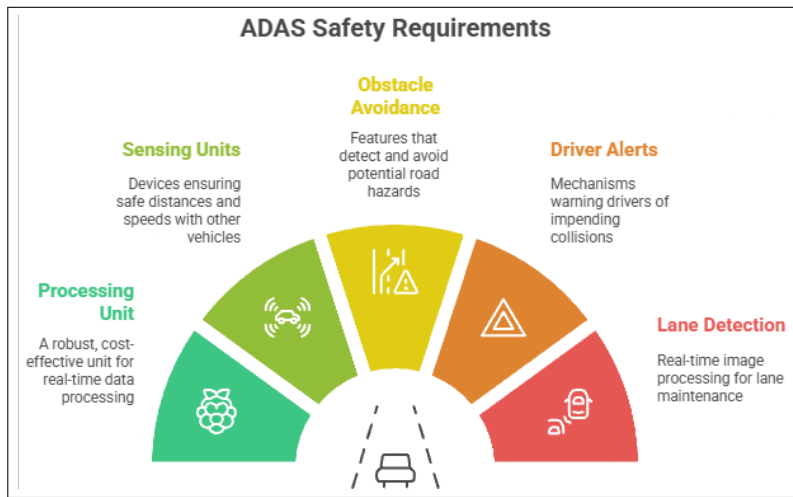 ADAS Safety Requirements
Obstacle
Avoidance
Features that
detect and avoid
potential road
hazards
Sensing Units
Devices ensuring
safe distances and
speeds with other
vehicles
Driver Alerts
Mechanisms
warning drivers of
impending
collisions
Processing
Unit
A robust, cost-
effective unit for
real-time data
processing
Lane Detection
Real-time image
processing for lane
maintenance